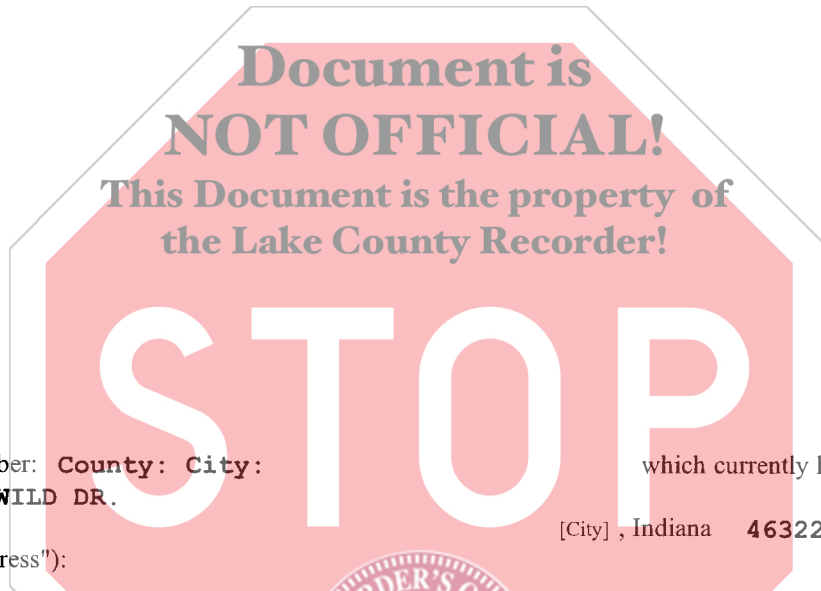 Document is
NOT OFFICIAL!
This Document is the property of
the Lake County Recorder!
STOP
ber: County: City: which currently
WILD DR.
[City] , Indiana 46322
ress"):